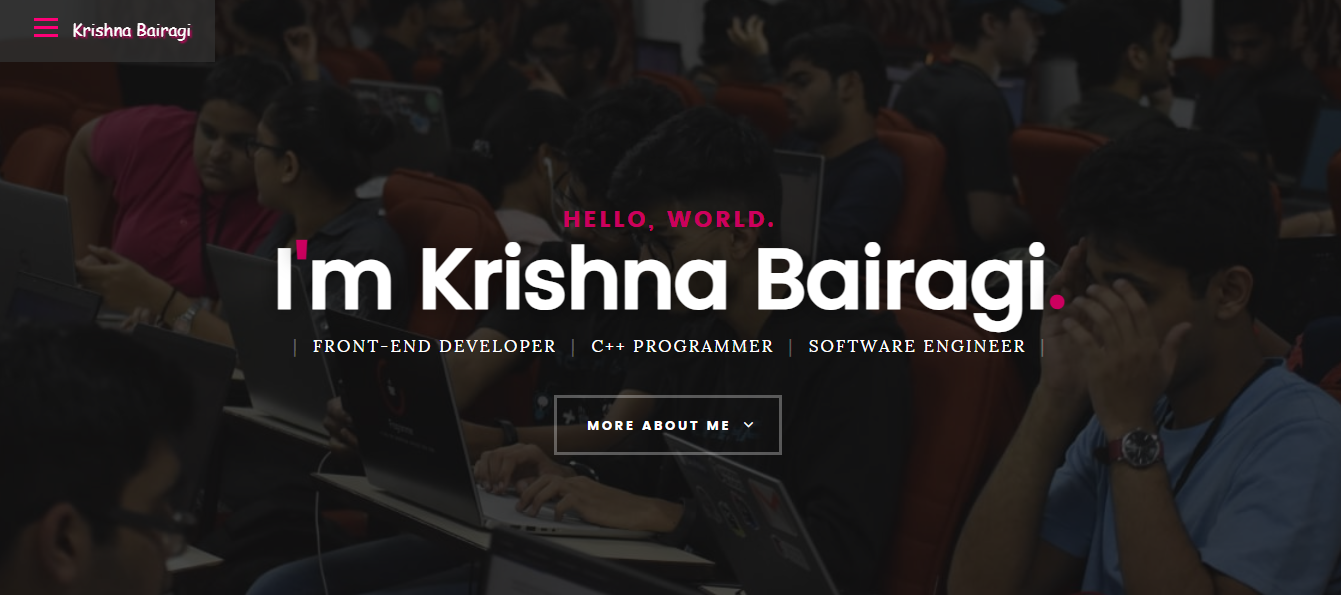 Krishna Bairagi
HELLO, WORLD.
I'm Krishna Bairagi.
| FRONT-END DEVELOPER | C++ PROGRAMMER | SOFTWARE ENGINEER |
MORE ABOUT ME